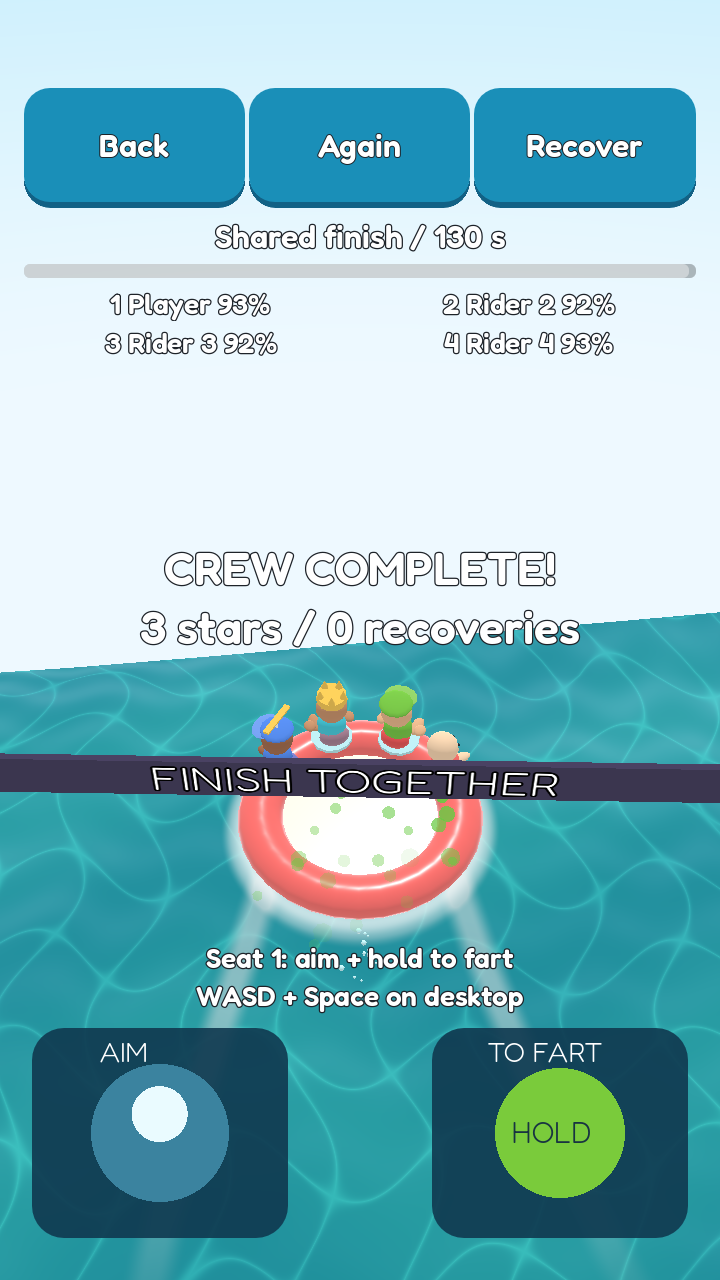 Back
Again
Recover
Shared finish / 130 s
1 Player 93%
2 Rider 2 92%
3 Rider 3 92%
4 Rider 4 93%
CREW COMPLETE!
3 stars / 0 recoveries
FINISH TOGETHER
Seat 1: aim + hold to fart
WASD + Space on desktop
AIM
TO FART
HOLD